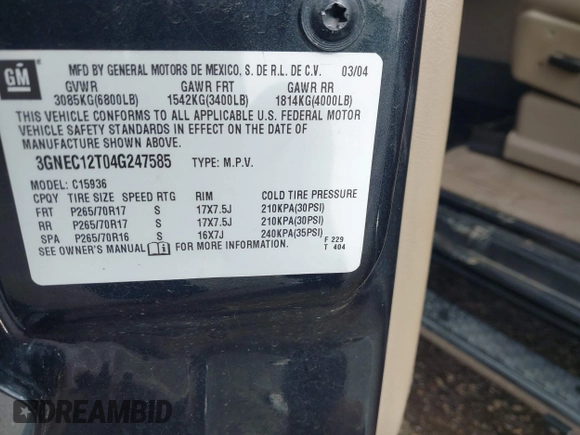 GM
MFD BY GENERAL MOTORS DE MEXICO, S. DE R.L. DE C.V. 03/04
GVWR GAWR FRT GAWR RR
3085KG(6800LB) 1542KG(3400LB) 1814KG(4000LB)
THIS VEHICLE CONFORMS TO ALL APPLICABLE U.S. FEDERAL MOTOR
VEHICLE SAFETY STANDARDS IN EFFECT ON THE DATE OF
MANUFACTURE SHOWN ABOVE.
3GNEC12T04G247585 TYPE: M.P.V.
MODEL: C15936
CPQY TIRE SIZE SPEED RTG RIM COLD TIRE PRESSURE
FRT P265/70R17 S 17X7.5J 210KPA(30PSI)
RR P265/70R17 S 17X7.5J 210KPA(30PSI)
SPA P265/70R16 S 16X7J 240KPA(35PSI)
SEE OWNER'S MANUAL FOR MORE INFORMATION.
F 229
T 404
DREAMBID